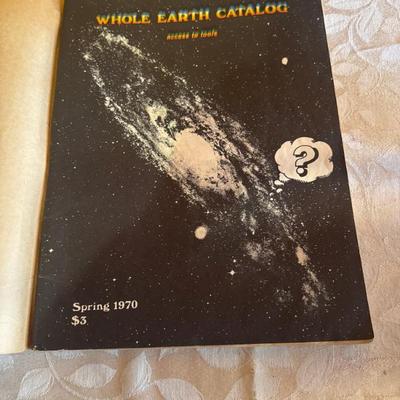 WHOLE EARTH CATALOG
access to tools
?
Spring 1970
$3